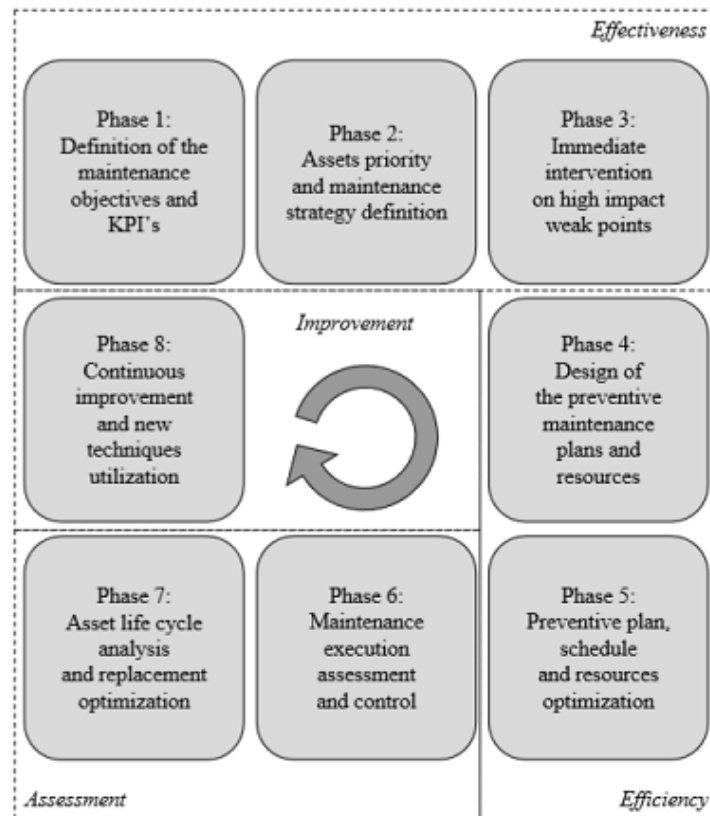 Effectiveness
Phase 1:
Definition of the
maintenance
objectives and
KPI's
Phase 2:
Assets priority
and maintenance
strategy definition
Phase 3:
Immediate
intervention
on high impact
weak points
Phase 8:
Continuous
improvement
and new
techniques
utilization
Improvement
Phase 4:
Design of
the preventive
maintenance
plans and
resources
Phase 7:
Asset life cycle
analysis
and replacement
optimization
Phase 6:
Maintenance
execution
assessment
and control
Phase 5:
Preventive plan,
schedule
and resources
optimization
Assessment
Efficiency